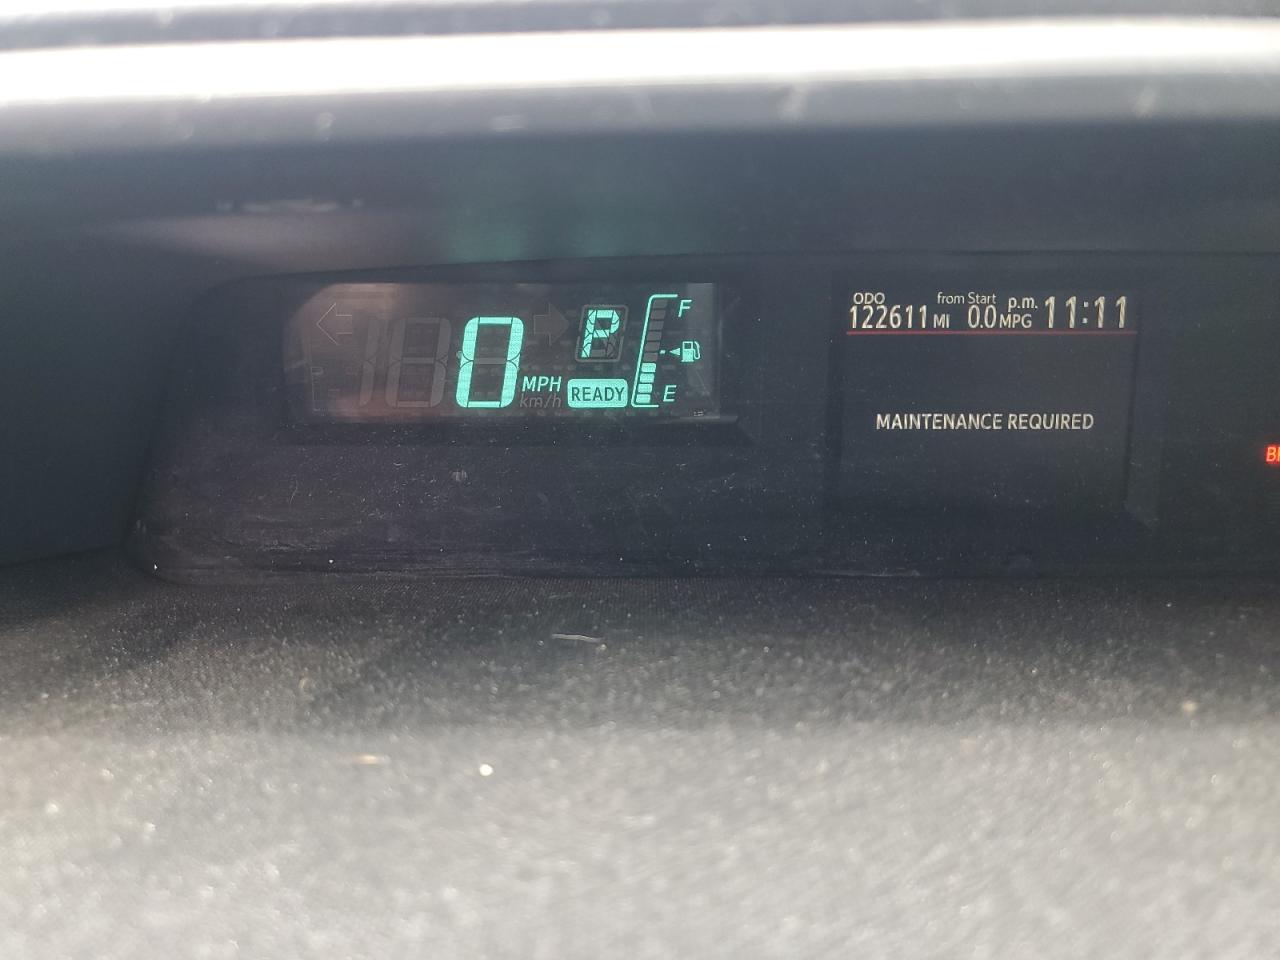 0 MPH
km/h
P
READY
F
E
ODO
122611 MI
from Start
0.0 MPG
p.m. 11:11
MAINTENANCE REQUIRED